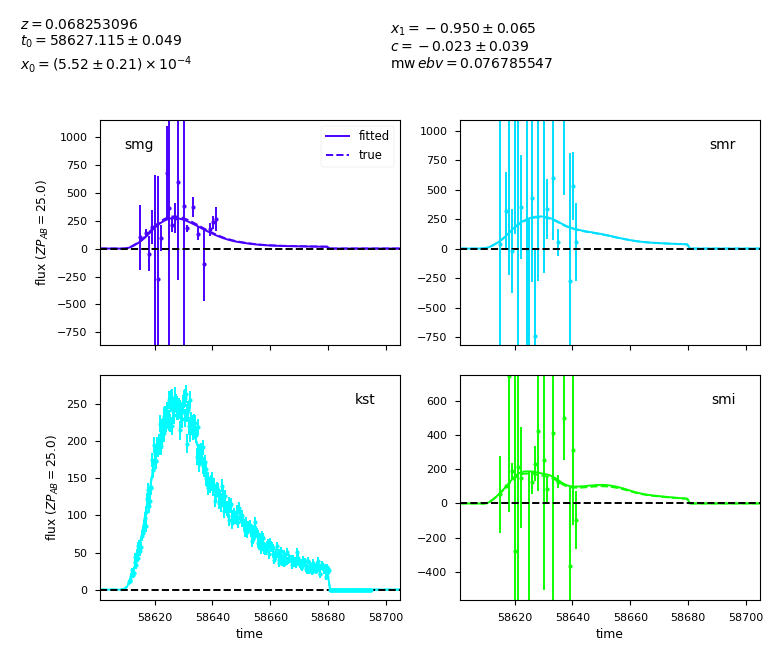 z = 0.068253096
t₀ = 58627.115 ± 0.049
x₀ = (5.52 ± 0.21) × 10⁻⁴
x₁ = −0.950 ± 0.065
c = −0.023 ± 0.039
mw ebv = 0.076785547
smg
fitted
true
1000
750
500
250
0
−250
−500
−750
flux (ZP_AB = 25.0)
smr
1000
750
500
250
0
−250
−500
−750
kst
250
200
150
100
50
0
flux (ZP_AB = 25.0)
58620 58640 58660 58680 58700
time
smi
600
400
200
0
−200
−400
58620 58640 58660 58680 58700
time